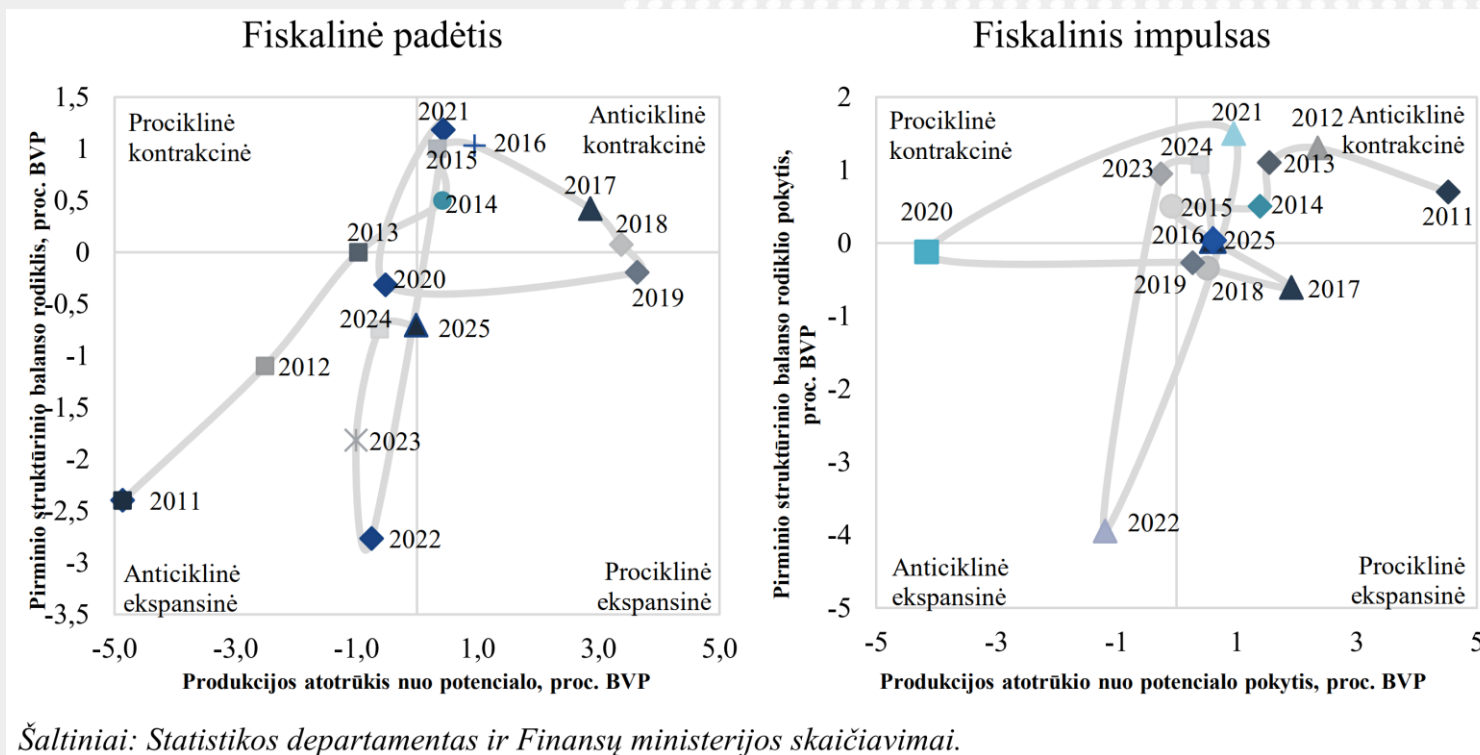 Fiskalinė padėtis
Pirminio struktūrinio balanso rodiklis, proc. BVP
1,5
1
0,5
0
-0,5
-1
-1,5
-2
-2,5
-3
-3,5
Prociklinė
kontrakcinė
Anticiklinė
kontrakcinė
2021
2016
2015
2014
2017
2018
2013
2020
2019
2024
2025
2012
2023
2011
2022
Anticiklinė
ekspansinė
Prociklinė
ekspansinė
-5,0
-3,0
-1,0
1,0
3,0
5,0
Produkcijos atotrūkis nuo potencialo, proc. BVP
Fiskalinis impulsas
Pirminio struktūrinio balanso rodiklio pokytis,
proc. BVP
2
1
0
-1
-2
-3
-4
-5
Prociklinė
kontrakcinė
Anticiklinė
kontrakcinė
2021
2012
2024
2013
2023
2020
2015
2014
2011
2016
2025
2019
2018
2017
2022
Anticiklinė
ekspansinė
Prociklinė
ekspansinė
-5
-3
-1
1
3
5
Produkcijos atotrūkio nuo potencialo pokytis, proc. BVP
Šaltiniai: Statistikos departamentas ir Finansų ministerijos skaičiavimai.